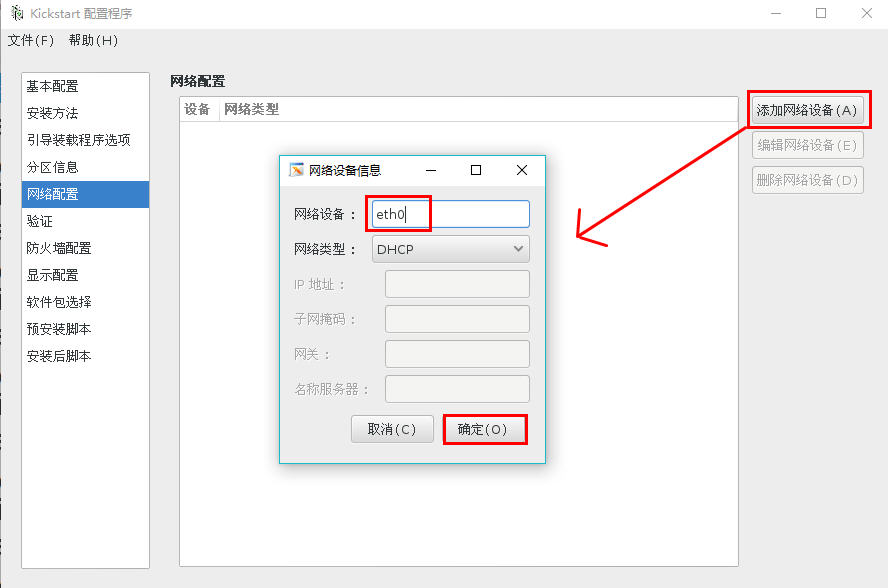 Kickstart 配置程序
文件(F) 帮助(H)
基本配置
安装方法
引导装载程序选项
分区信息
网络配置
验证
防火墙配置
显示配置
软件包选择
预安装脚本
安装后脚本
网络配置
设备 网络类型
添加网络设备(A)
编辑网络设备(E)
删除网络设备(D)
网络设备信息
网络设备： eth0
网络类型： DHCP
IP 地址：
子网掩码：
网关：
名称服务器：
取消(C) 确定(O)